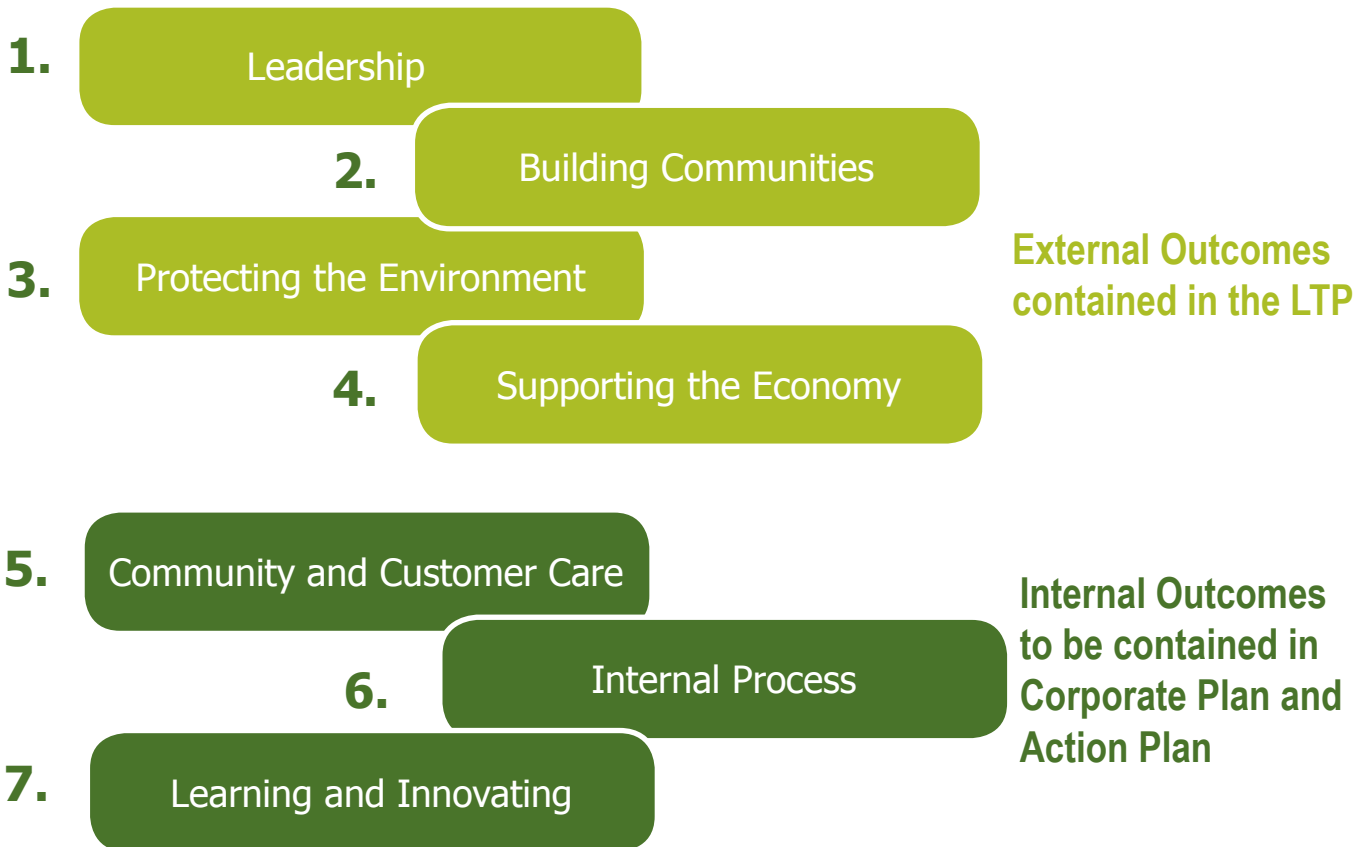 1.
Leadership
2.
Building Communities
3.
Protecting the Environment
4.
Supporting the Economy
External Outcomes
contained in the LTP
5.
Community and Customer Care
6.
Internal Process
7.
Learning and Innovating
Internal Outcomes
to be contained in
Corporate Plan and
Action Plan